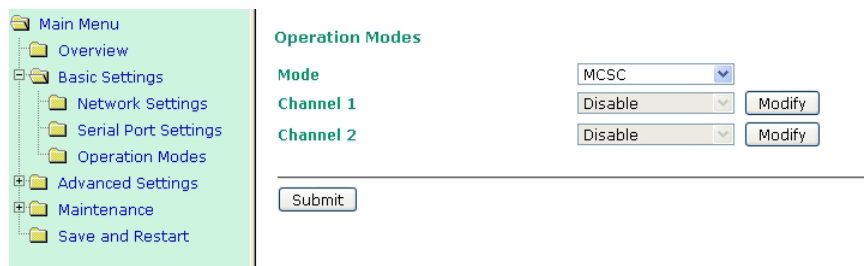 Main Menu
Overview
Basic Settings
Network Settings
Serial Port Settings
Operation Modes
Advanced Settings
Maintenance
Save and Restart
Operation Modes
Mode MCSC
Channel 1 Disable Modify
Channel 2 Disable Modify
Submit